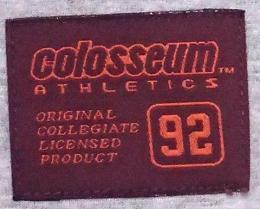 colosseum™
ATHLETICS
ORIGINAL
COLLEGIATE
LICENSED
PRODUCT
92